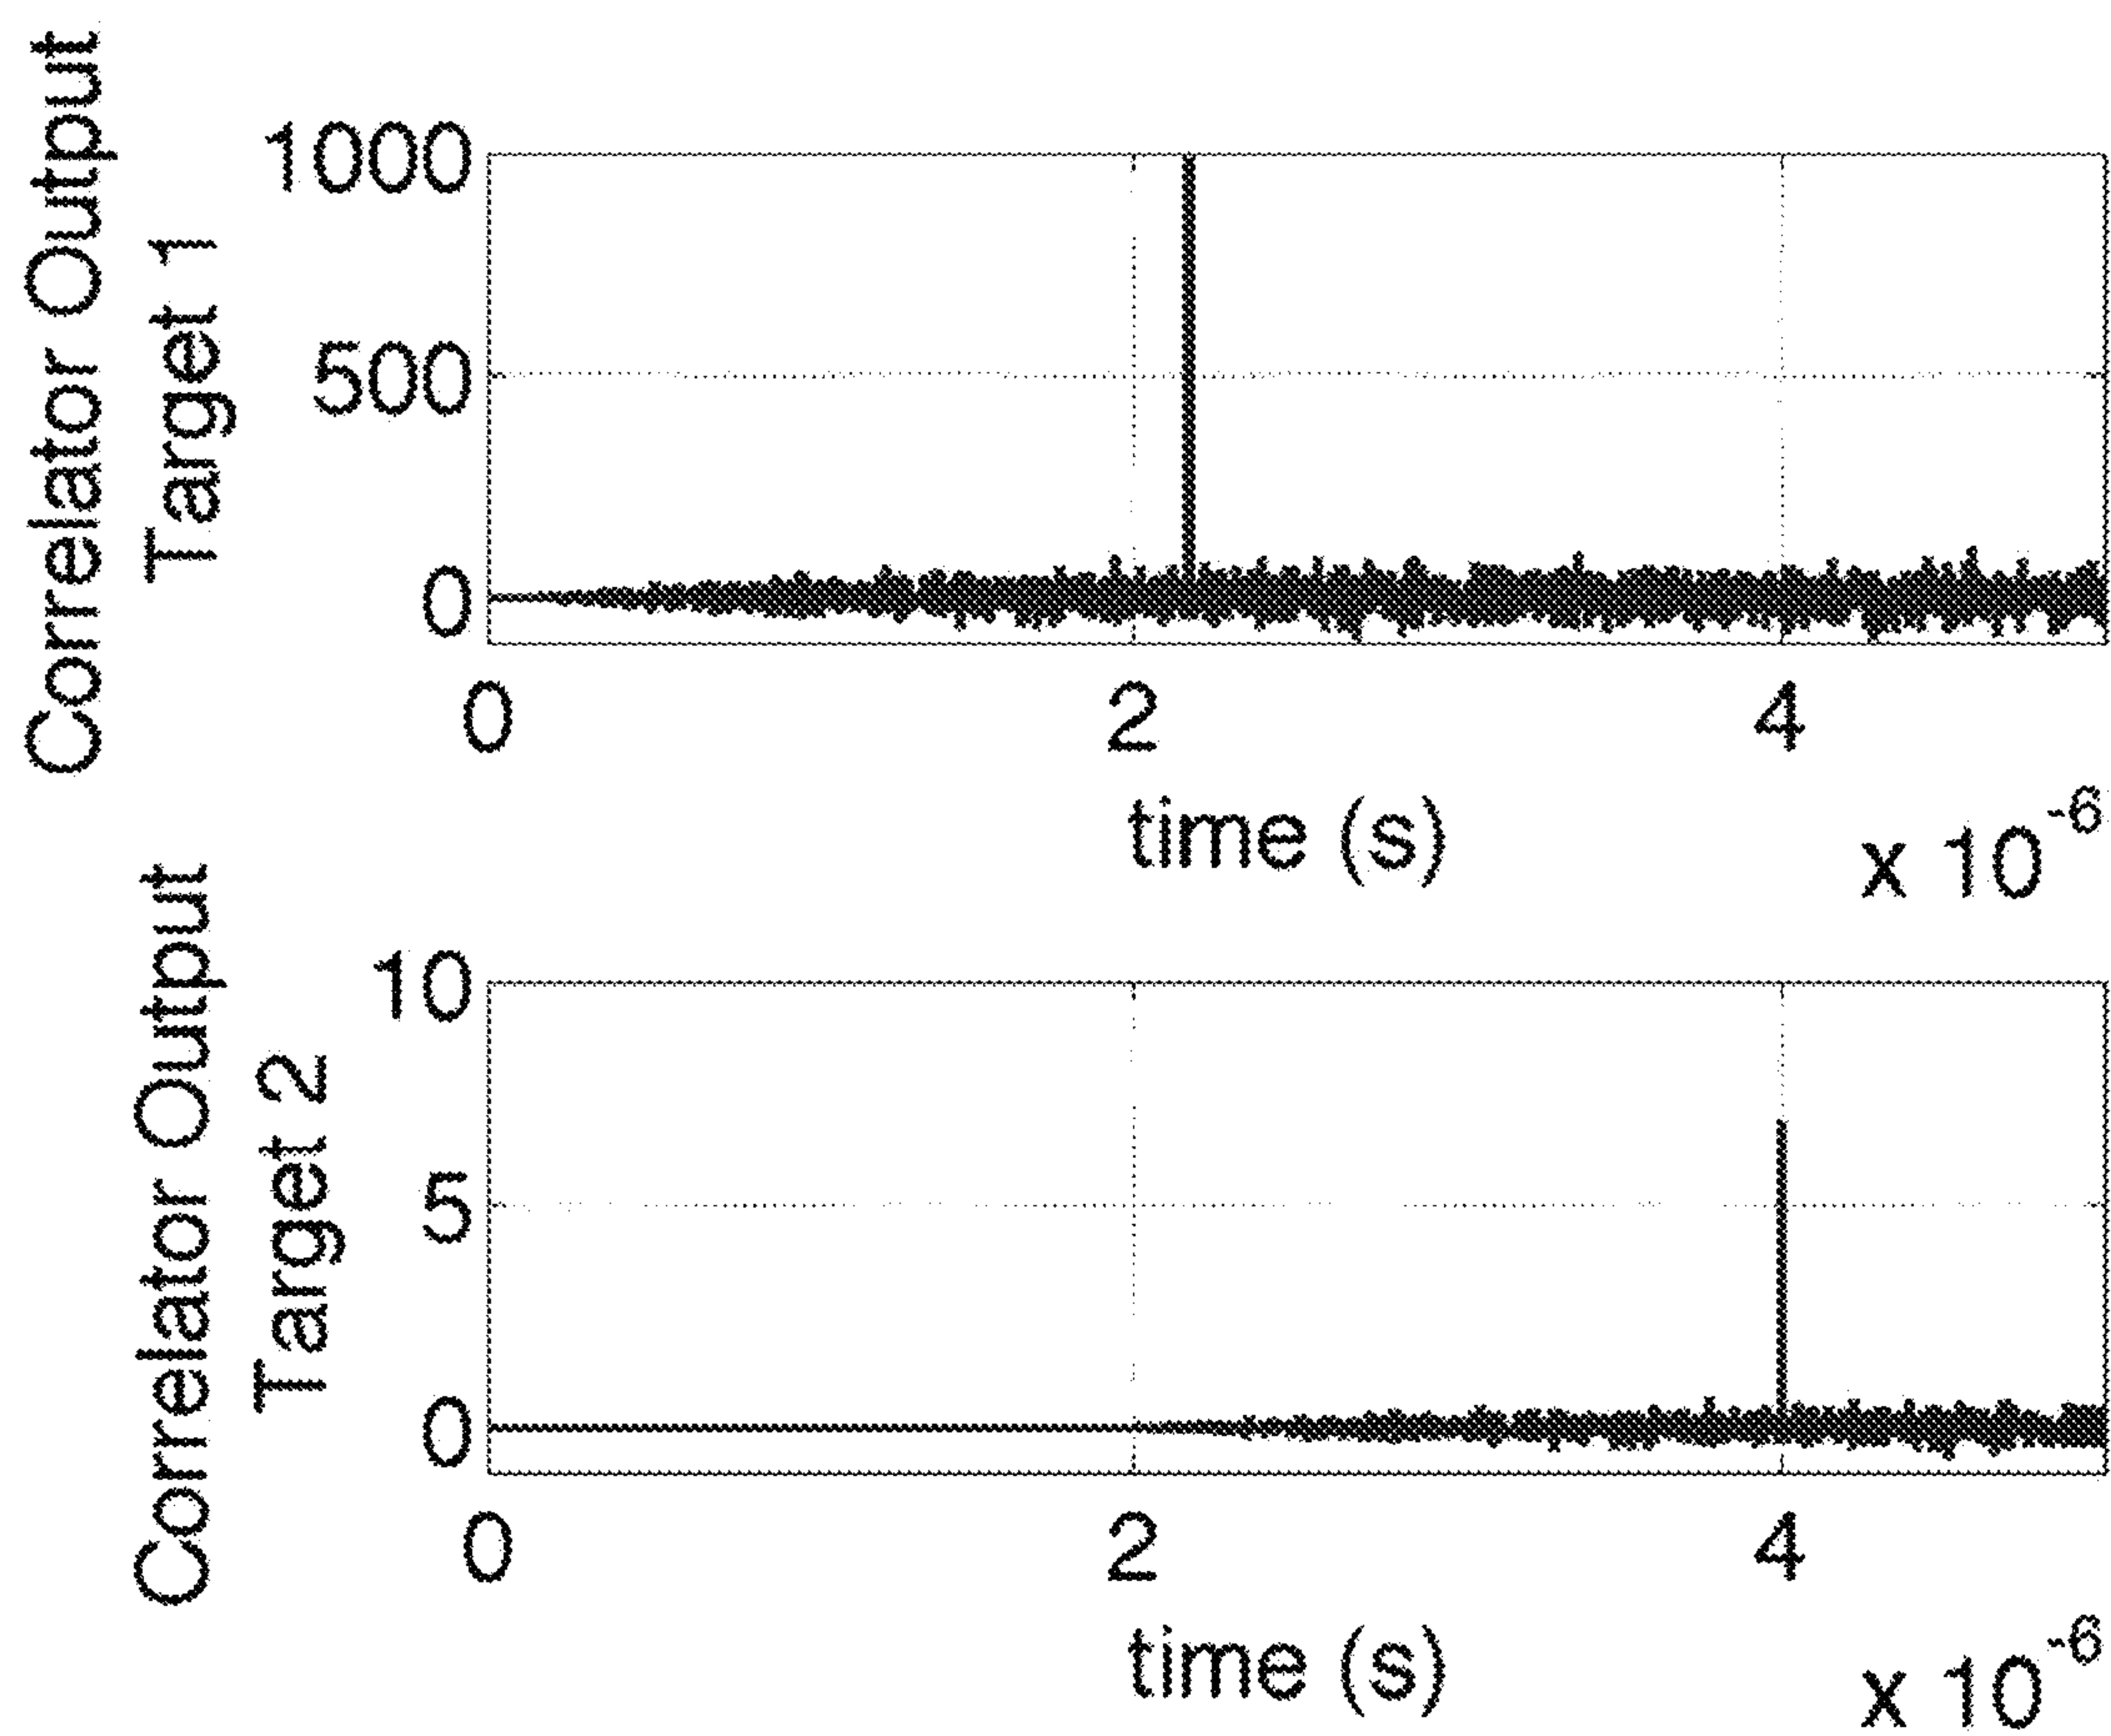 Correlator Output
Target 1
1000
500
0
0 2 4
time (s)
x 10^-6
Correlator Output
Target 2
10
5
0
0 2 4
time (s)
x 10^-6